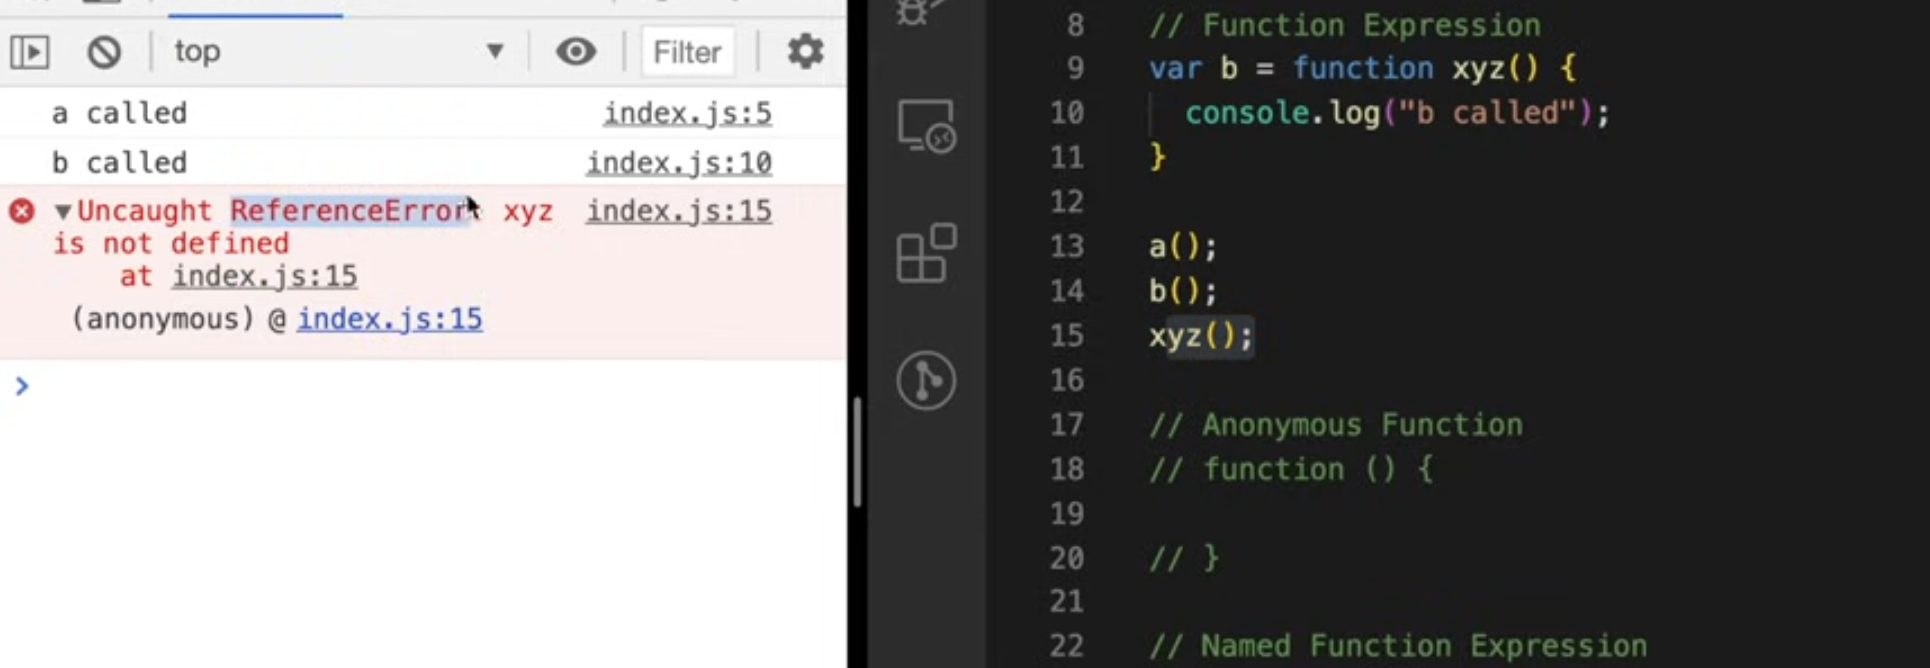 top
Filter
a called index.js:5
b called index.js:10
Uncaught ReferenceError: xyz index.js:15
is not defined
at index.js:15
(anonymous) @ index.js:15
>
8 // Function Expression
9 var b = function xyz() {
10 console.log("b called");
11 }
12
13 a();
14 b();
15 xyz();
16
17 // Anonymous Function
18 // function () {
19
20 // }
21
22 // Named Function Expression